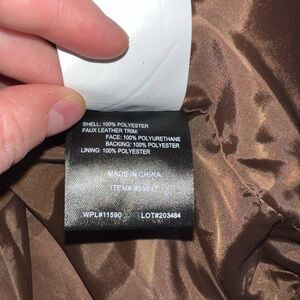 SHELL: 100% POLYESTER
FAUX LEATHER TRIM:
FACE: 100% POLYURETHANE
BACKING: 100% POLYESTER
LINING: 100% POLYESTER
MADE IN CHINA
WPL#11590 LOT#203484